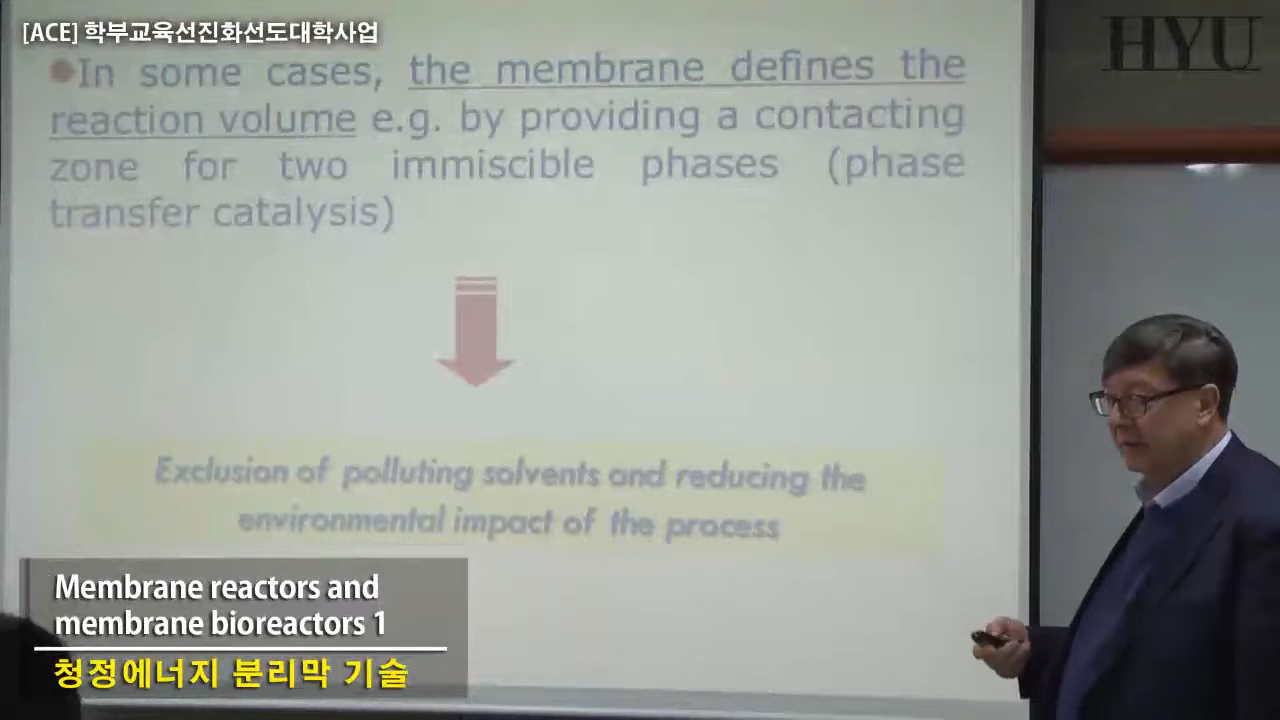 [ACE] 학부교육선진화선도대학사업
HYU
In some cases, the membrane defines the
reaction volume e.g. by providing a contacting
zone for two immiscible phases (phase
transfer catalysis)
Exclusion of polluting solvents and reducing the
environmental impact of the process
Membrane reactors and
membrane bioreactors 1
청정에너지 분리막 기술